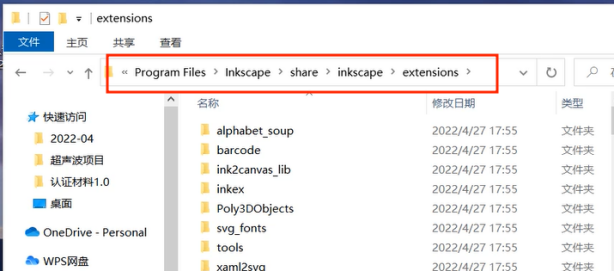 extensions
文件 主页 共享 查看
« Program Files › Inkscape › share › inkscape › extensions ›
名称 修改日期 类型
快速访问
2022-04
超声波项目
认证材料1.0
桌面
OneDrive - Personal
WPS网盘
alphabet_soup 2022/4/27 17:55 文件夹
barcode 2022/4/27 17:55 文件夹
ink2canvas_lib 2022/4/27 17:55 文件夹
inkex 2022/4/27 17:55 文件夹
Poly3DObjects 2022/4/27 17:55 文件夹
svg_fonts 2022/4/27 17:55 文件夹
tools 2022/4/27 17:55 文件夹
xaml2svg 2022/4/27 17:55 文件夹